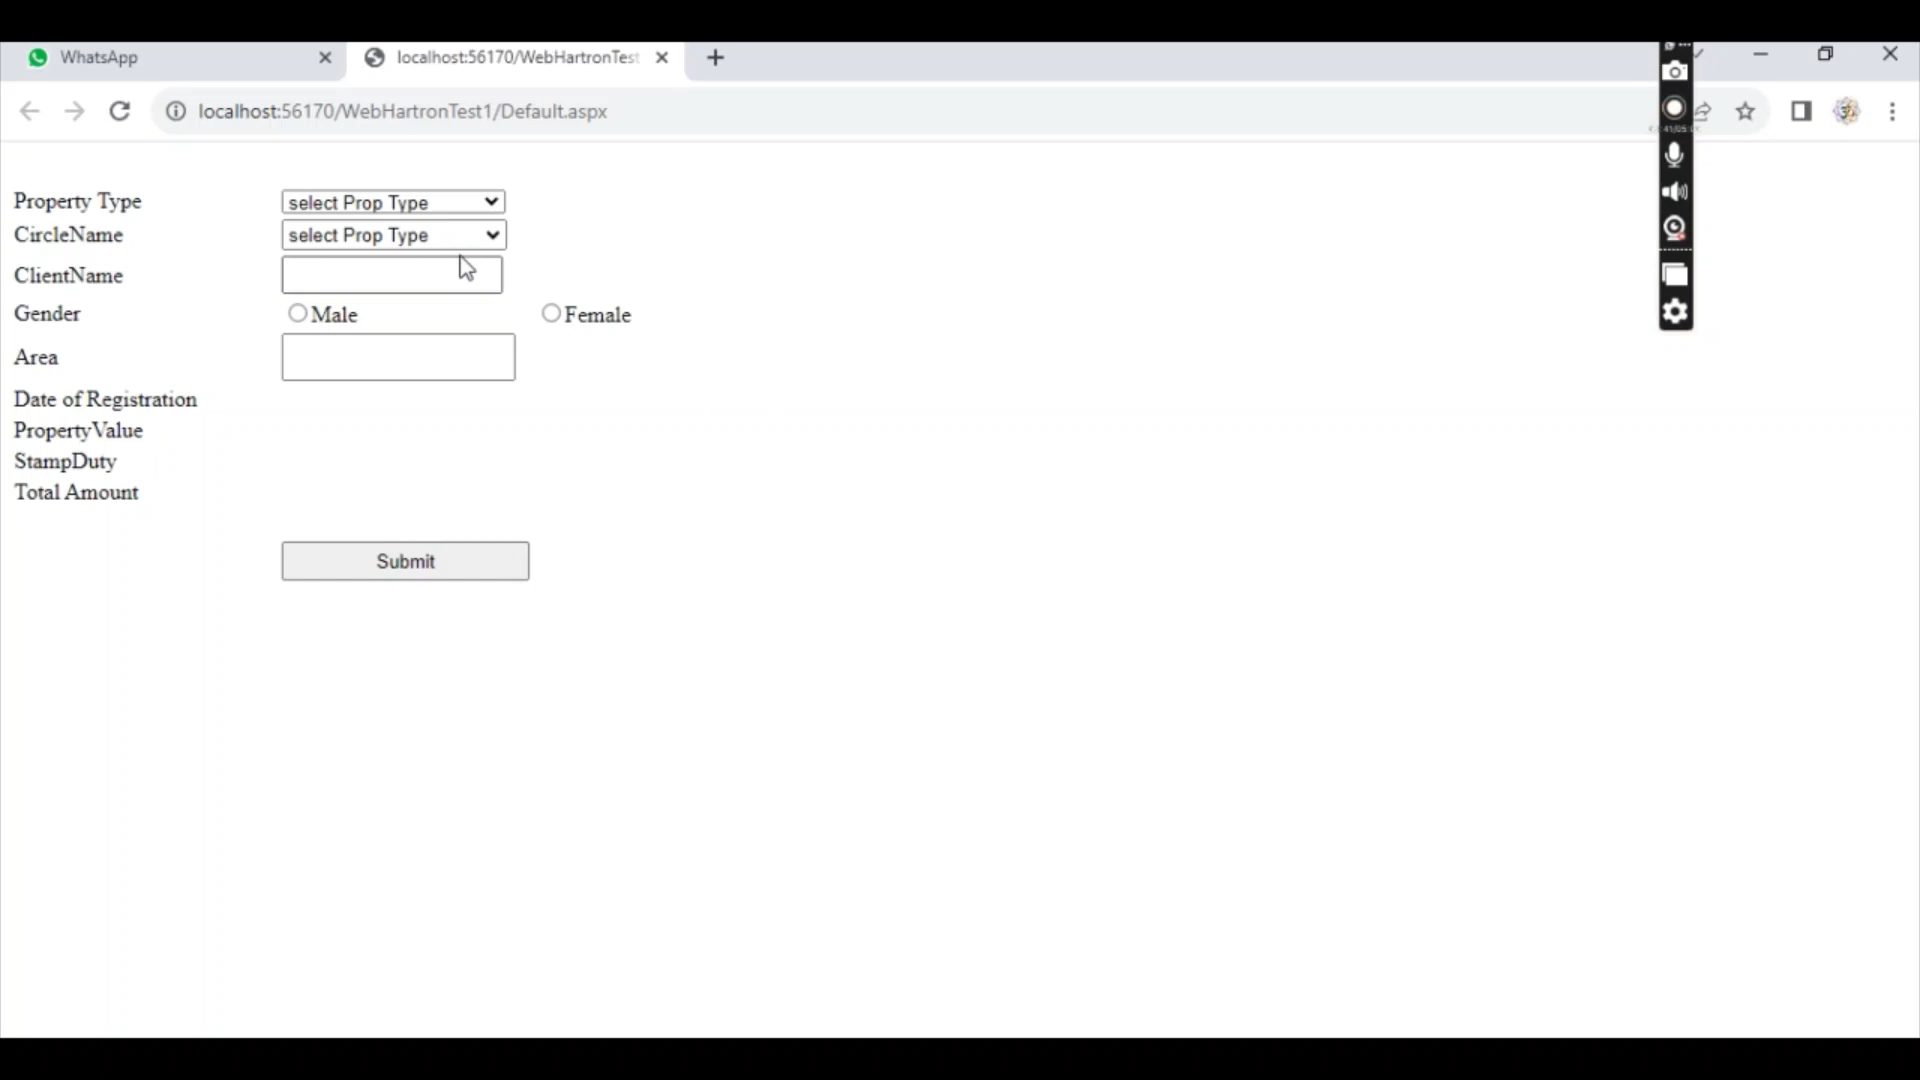 WhatsApp
localhost:56170/WebHartronTest
localhost:56170/WebHartronTest1/Default.aspx
Property Type select Prop Type
CircleName select Prop Type
ClientName
Gender Male Female
Area
Date of Registration
PropertyValue
StampDuty
Total Amount
Submit